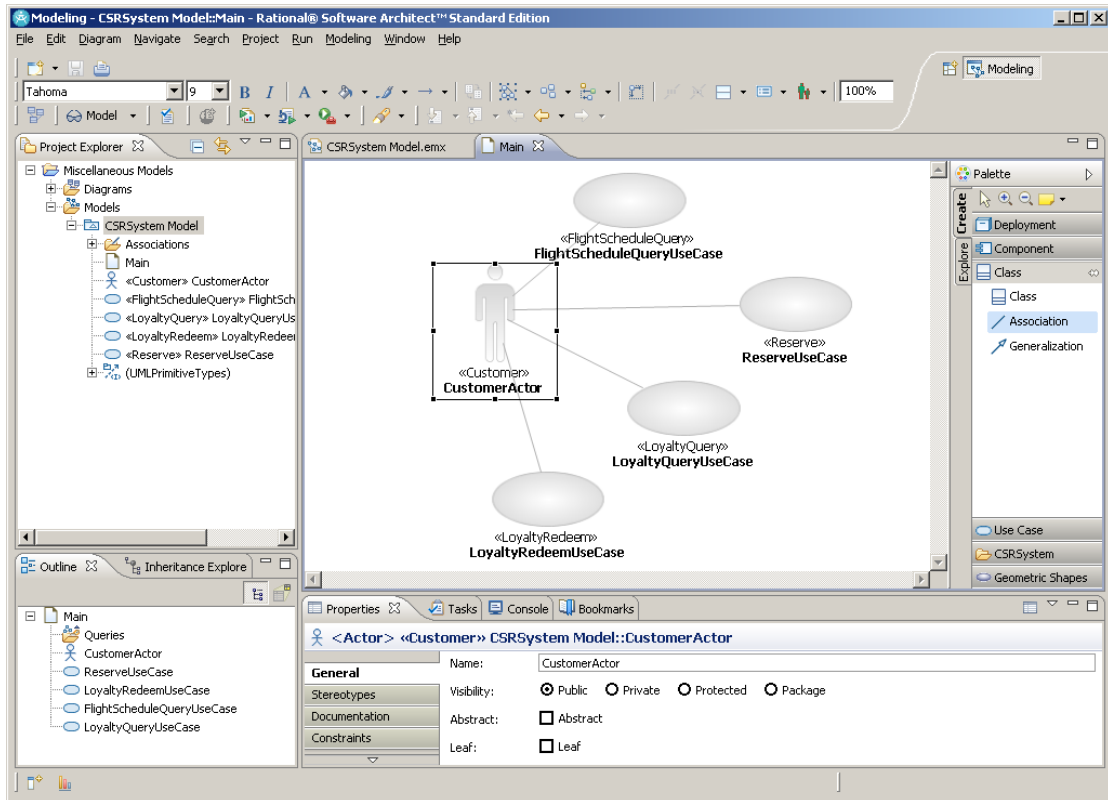 Modeling - CSRSystem Model::Main - Rational® Software Architect™ Standard Edition
File Edit Diagram Navigate Search Project Run Modeling Window Help
Modeling
Tahoma 9 B I A 100%
Model
Project Explorer
Miscellaneous Models
Diagrams
Models
CSRSystem Model
Associations
Main
«Customer» CustomerActor
«FlightScheduleQuery» FlightSch
«LoyaltyQuery» LoyaltyQueryUs
«LoyaltyRedeem» LoyaltyRedee
«Reserve» ReserveUseCase
(UMLPrimitiveTypes)
CSRSystem Model.emx Main
«FlightScheduleQuery»
FlightScheduleQueryUseCase
«Reserve»
ReserveUseCase
«Customer»
CustomerActor
«LoyaltyQuery»
LoyaltyQueryUseCase
«LoyaltyRedeem»
LoyaltyRedeemUseCase
Palette
Create
Explore
Deployment
Component
Class
Class
Association
Generalization
Use Case
CSRSystem
Geometric Shapes
Outline Inheritance Explore
Main
Queries
CustomerActor
ReserveUseCase
LoyaltyRedeemUseCase
FlightScheduleQueryUseCase
LoyaltyQueryUseCase
Properties Tasks Console Bookmarks
<Actor> «Customer» CSRSystem Model::CustomerActor
General
Stereotypes
Documentation
Constraints
Name: CustomerActor
Visibility: Public Private Protected Package
Abstract: Abstract
Leaf: Leaf